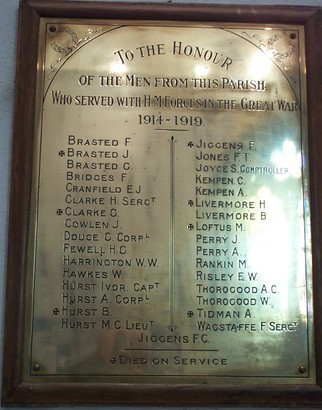 TO THE HONOUR
OF THE MEN FROM THIS PARISH,
WHO SERVED WITH H.M. FORCES IN THE GREAT WAR
1914-1919
BRASTED F.
✠BRASTED J.
BRASTED G.
BRIDGES F.
CRANFIELD E.J.
CLARKE H. SERGT
✠CLARKE G.
COWLEN J.
DOUCE G. CORPL
FEWELL H.G.
HARRINGTON W.W.
HAWKES W.
HURST IVOR. CAPT
HURST A. CORPL
✠HURST B.
HURST M.C. LIEUT
✠JIGGENS F.
JONES F.T.
JOYCE S. COMPTROLLER
KEMPEN C.
KEMPEN A.
✠LIVERMORE H.
LIVERMORE B.
✠LOFTUS M.
PERRY J.
PERRY A.
RANKIN M.
RISLEY E.W.
THOROGOOD A.C.
THOROGOOD W.
✠TIDMAN A.
WAGSTAFFE F. SERGT
JIGGENS F.C.
✠DIED ON SERVICE